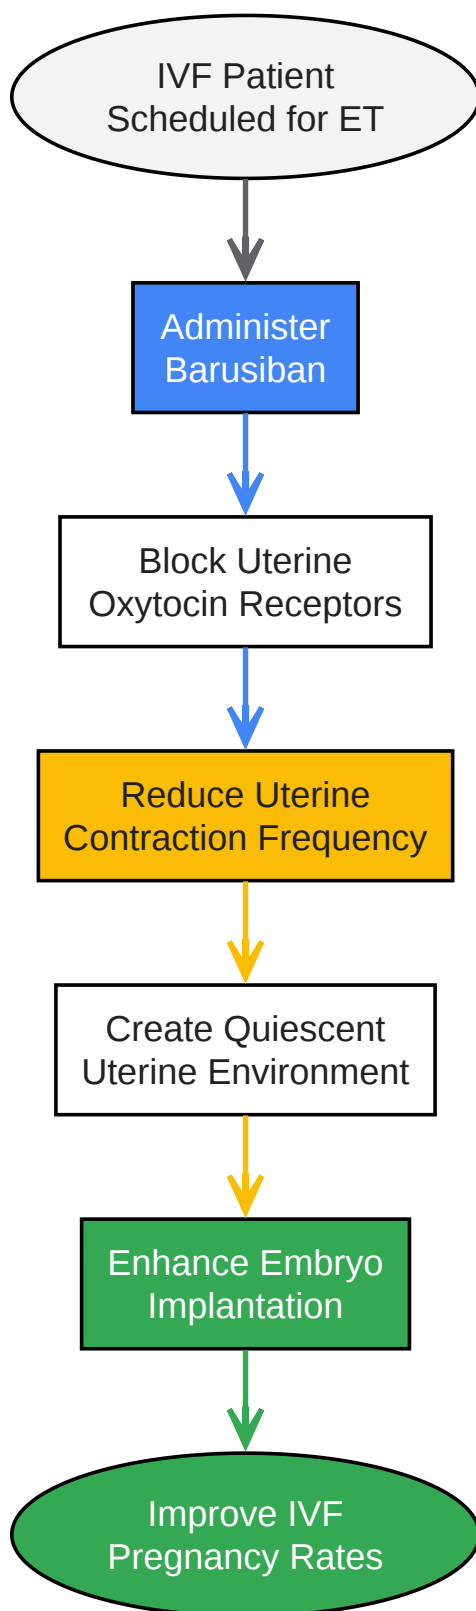 IVF Patient
Scheduled for ET
Administer
Barusiban
Block Uterine
Oxytocin Receptors
Reduce Uterine
Contraction Frequency
Create Quiescent
Uterine Environment
Enhance Embryo
Implantation
Improve IVF
Pregnancy Rates